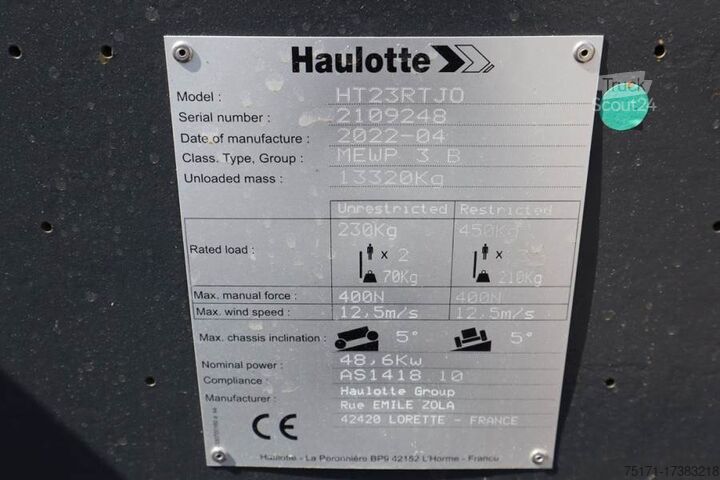 Haulotte
Truck
Scout24
Model : HT23RTJO
Serial number : 2109248
Date of manufacture : 2022-04
Class. Type, Group : MEWP 3 B
Unloaded mass : 13320Kg
Unrestricted Restricted
230Kg 450Kg
Rated load : x 2 x
70Kg 210Kg
Max. manual force : 400N 400N
Max. wind speed : 12,5m/s 12,5m/s
Max. chassis inclination : 5° 5°
Nominal power : 48,6Kw
Compliance : AS1418 10
Manufacturer : Haulotte Group
Rue EMILE ZOLA
42420 LORETTE - FRANCE
CE
Haulotte - La Peronnière BP9 42152 L'Horme - France
75171-17383218